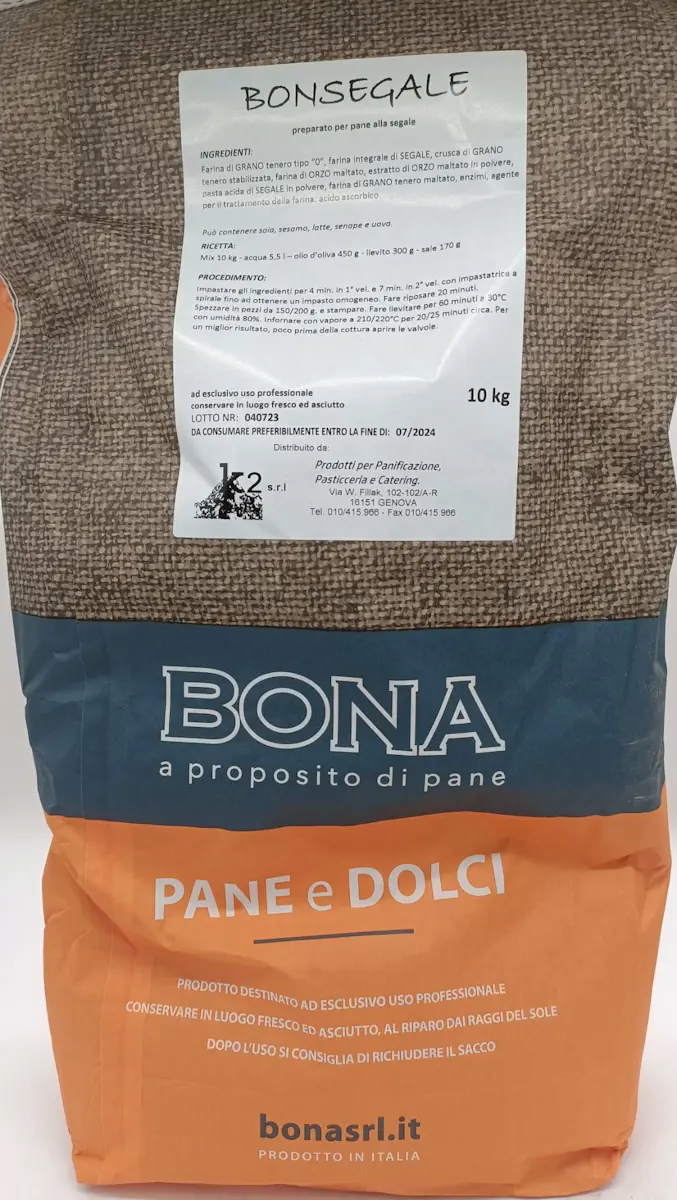 BONSEGALE
preparato per pane alla segale
INGREDIENTI:
Farina di GRANO tenero tipo "0", farina integrale di SEGALE, crusca di GRANO
tenero stabilizzata, farina di ORZO maltato, estratto di ORZO maltato in polvere,
pasta acida di SEGALE in polvere, farina di GRANO tenero maltato, enzimi, agente
per il trattamento della farina: acido ascorbico
Può contenere soia, sesamo, latte, senape e uova.
RICETTA:
Mix 10 kg - acqua 5,5 l – olio d'oliva 450 g - lievito 300 g - sale 170 g
PROCEDIMENTO:
Impastare gli ingredienti per 4 min. in 1° vel. e 7 min. in 2° vel. con impastatrice a
spirale fino ad ottenere un impasto omogeneo. Fare riposare 20 minuti.
Spezzare in pezzi da 150/200 g. e stampare. Fare lievitare per 60 minuti a 30°C
con umidità 80%. Infornare con vapore a 210/220°C per 20/25 minuti circa. Per
un miglior risultato, poco prima della cottura aprire le valvole.
ad esclusivo uso professionale
conservare in luogo fresco ed asciutto
10 kg
LOTTO NR: 040723
DA CONSUMARE PREFERIBILMENTE ENTRO LA FINE DI: 07/2024
Distribuito da:
k2 s.r.l
Prodotti per Panificazione,
Pasticceria e Catering.
Via W. Fillak, 102-102/A-R
16151 GENOVA
Tel. 010/415.966 - Fax 010/415.966
BONA
a proposito di pane
PANE e DOLCI
PRODOTTO DESTINATO AD ESCLUSIVO USO PROFESSIONALE
CONSERVARE IN LUOGO FRESCO ED ASCIUTTO, AL RIPARO DAI RAGGI DEL SOLE
DOPO L'USO SI CONSIGLIA DI RICHIUDERE IL SACCO
bonasrl.it
PRODOTTO IN ITALIA